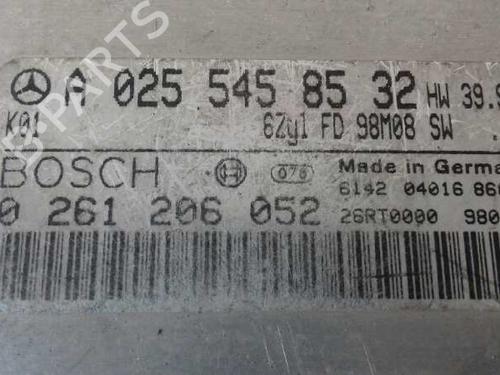 B-PARTS
A 025 545 85 32 HW 39.9
K01 6Zyl FD 98M08 SW
BOSCH 076 Made in Germa
6142 04016 868
0 261 206 052 26RT0000 980